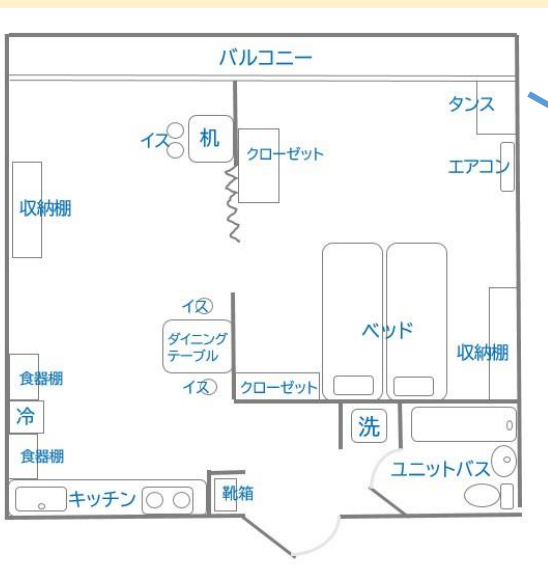 バルコニー
タンス
イス
机
クローゼット
エアコン
収納棚
イス
ダイニング
テーブル
ベッド
収納棚
食器棚
イス
クローゼット
冷
洗
食器棚
ユニットバス
キッチン
靴箱